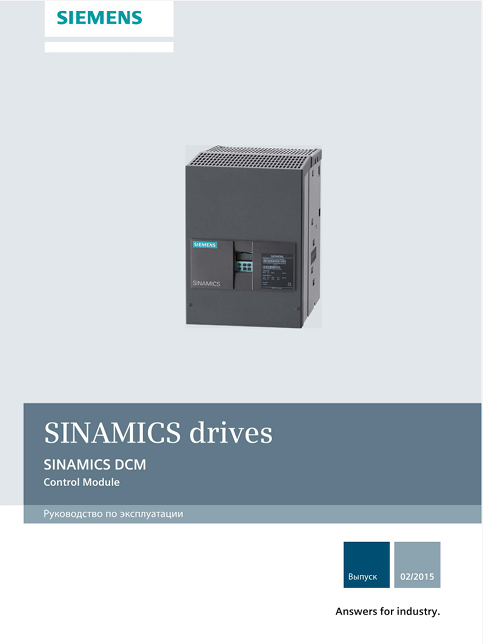 SIEMENS
SIEMENS
SINAMICS
SINAMICS drives
SINAMICS DCM
Control Module
Руководство по эксплуатации
Выпуск
02/2015
Answers for industry.